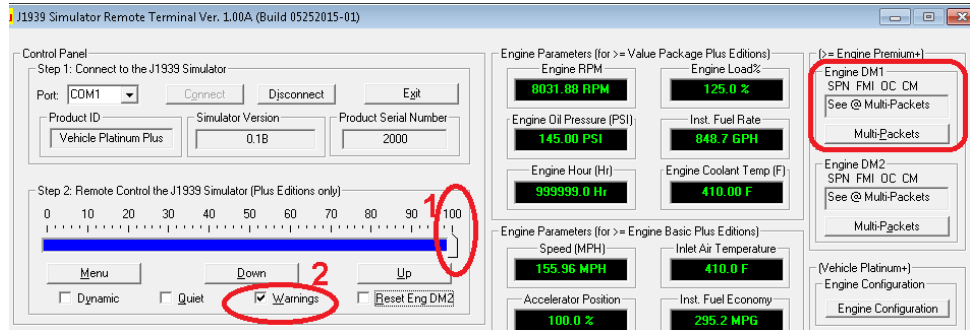 J1939 Simulator Remote Terminal Ver. 1.00A (Build 05252015-01)
Control Panel
Step 1: Connect to the J1939 Simulator
Port: COM1 Connect Disconnect Exit
Product ID Simulator Version Product Serial Number
Vehicle Platinum Plus 0.1B 2000
Step 2: Remote Control the J1939 Simulator (Plus Editions only)
0 10 20 30 40 50 60 70 80 90 100
1
Menu Down Up
2
Dynamic Quiet Warnings Reset Eng DM2
Engine Parameters (for >= Value Package Plus Editions)
Engine RPM Engine Load%
8031.88 RPM 125.0 %
Engine Oil Pressure (PSI) Inst. Fuel Rate
145.00 PSI 848.7 GPH
Engine Hour (Hr) Engine Coolant Temp (F)
999999.0 Hr 410.00 F
Engine Parameters (for >= Engine Basic Plus Editions)
Speed (MPH) Inlet Air Temperature
155.96 MPH 410.0 F
Accelerator Position Inst. Fuel Economy
100.0 % 295.2 MPG
(>= Engine Premium+)
Engine DM1
SPN FMI OC CM
See @ Multi-Packets
Multi-Packets
Engine DM2
SPN FMI OC CM
See @ Multi-Packets
Multi-Packets
(Vehicle Platinum+)
Engine Configuration
Engine Configuration